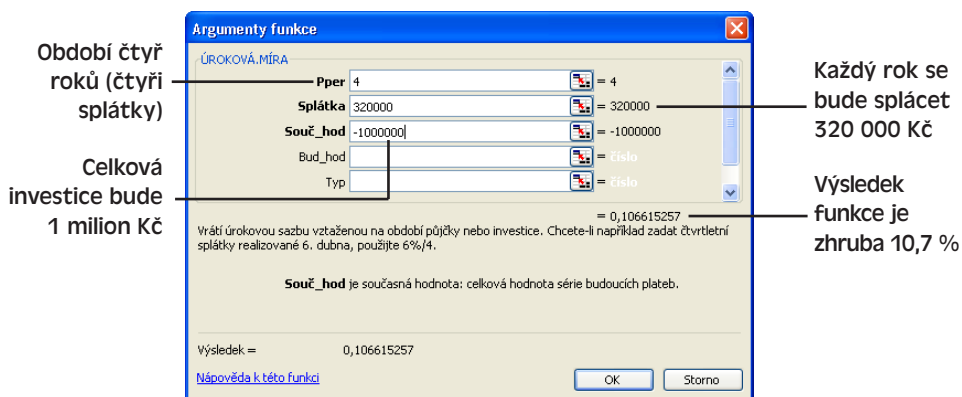 Argumenty funkce
ÚROKOVÁ.MÍRA
Pper 4 = 4
Splátka 320000 = 320000
Souč_hod -1000000 = -1000000
Bud_hod = číslo
Typ = číslo
= 0,106615257
Vrátí úrokovou sazbu vztaženou na období půjčky nebo investice. Chcete-li například zadat čtvrtletní
splátky realizované 6. dubna, použijte 6%/4.
Souč_hod je současná hodnota: celková hodnota série budoucích plateb.
Výsledek = 0,106615257
Nápověda k této funkci
OK
Storno
Období čtyř
roků (čtyři
splátky)
Celková
investice bude
1 milion Kč
Každý rok se
bude splácet
320 000 Kč
Výsledek
funkce je
zhruba 10,7 %